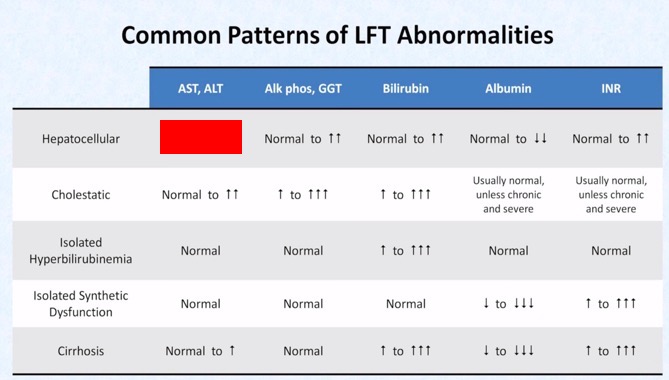 Common Patterns of LFT Abnormalities
AST, ALT Alk phos, GGT Bilirubin Albumin INR
Hepatocellular Normal to ↑↑ Normal to ↑↑ Normal to ↓↓ Normal to ↑↑
Cholestatic Normal to ↑↑ ↑ to ↑↑↑ ↑ to ↑↑↑ Usually normal, unless chronic and severe Usually normal, unless chronic and severe
Isolated Hyperbilirubinemia Normal Normal ↑ to ↑↑↑ Normal Normal
Isolated Synthetic Dysfunction Normal Normal Normal ↓ to ↓↓↓ ↑ to ↑↑↑
Cirrhosis Normal to ↑ Normal ↑ to ↑↑↑ ↓ to ↓↓↓ ↑ to ↑↑↑